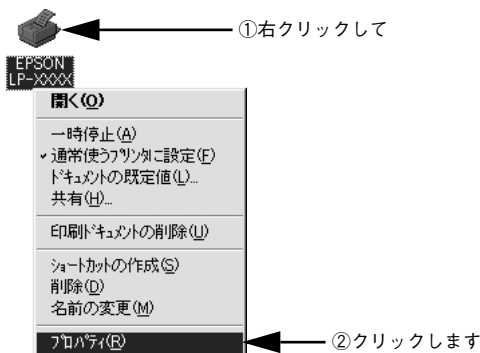 ①右クリックして
EPSON
LP-XXXX
開く(O)
一時停止(A)
通常使うプリンタに設定(F)
ドキュメントの既定値(L)...
共有(H)...
印刷ドキュメントの削除(U)
ショートカットの作成(S)
削除(D)
名前の変更(M)
プロパティ(R)
②クリックします